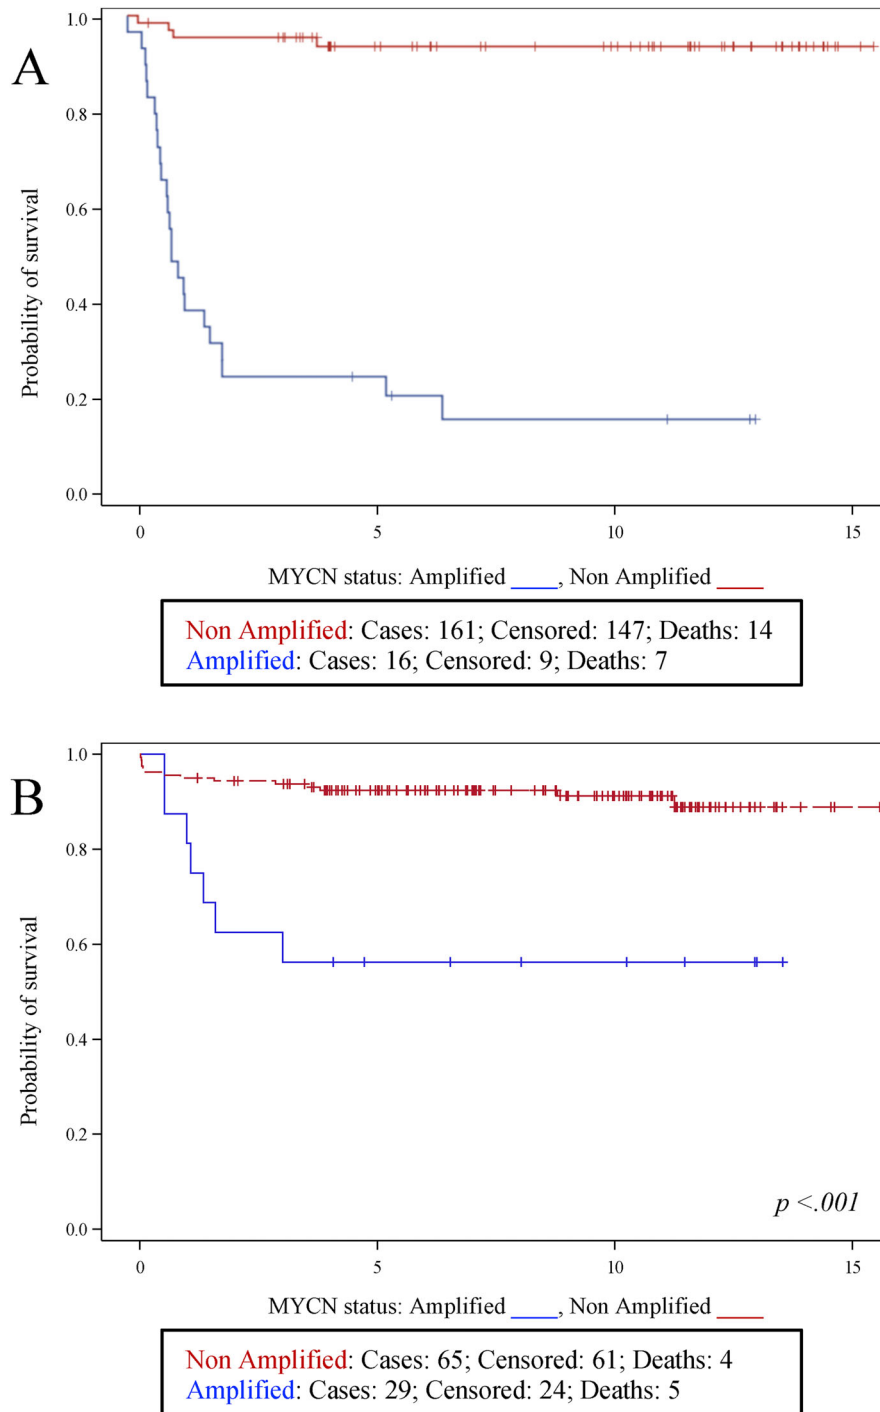 A
Probability of survival
1.0
0.8
0.6
0.4
0.2
0.0
0 5 10 15
MYCN status: Amplified ____, Non Amplified ____
Non Amplified: Cases: 161; Censored: 147; Deaths: 14
Amplified: Cases: 16; Censored: 9; Deaths: 7
B
Probability of survival
1.0
0.8
0.6
0.4
0.2
0.0
p <.001
0 5 10 15
MYCN status: Amplified ____, Non Amplified ____
Non Amplified: Cases: 65; Censored: 61; Deaths: 4
Amplified: Cases: 29; Censored: 24; Deaths: 5